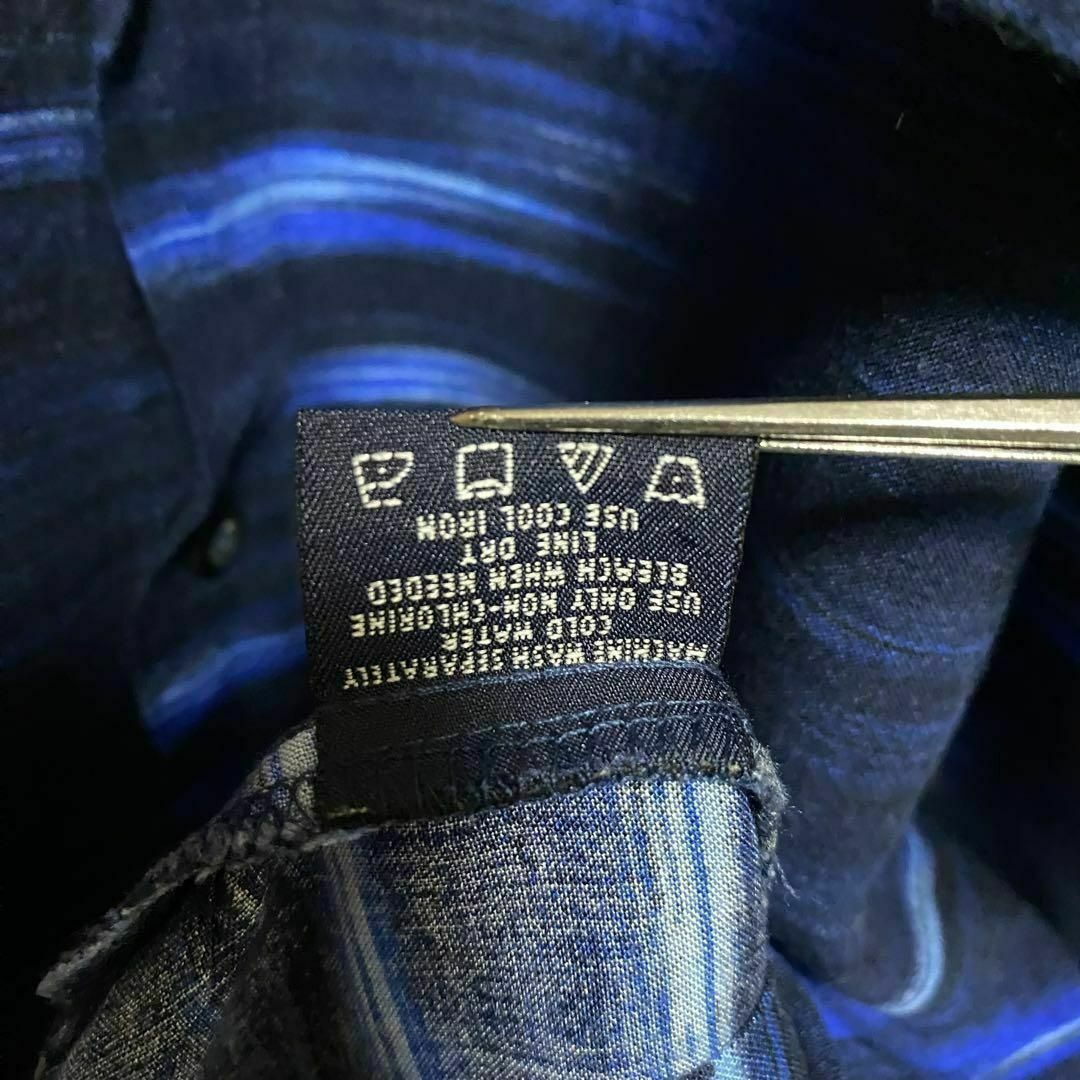 MACHINE WASH SEPARATELY
COLD WATER
USE ONLY NON-CHLORINE
BLEACH WHEN NEEDED
LINE DRY
USE COOL IRON